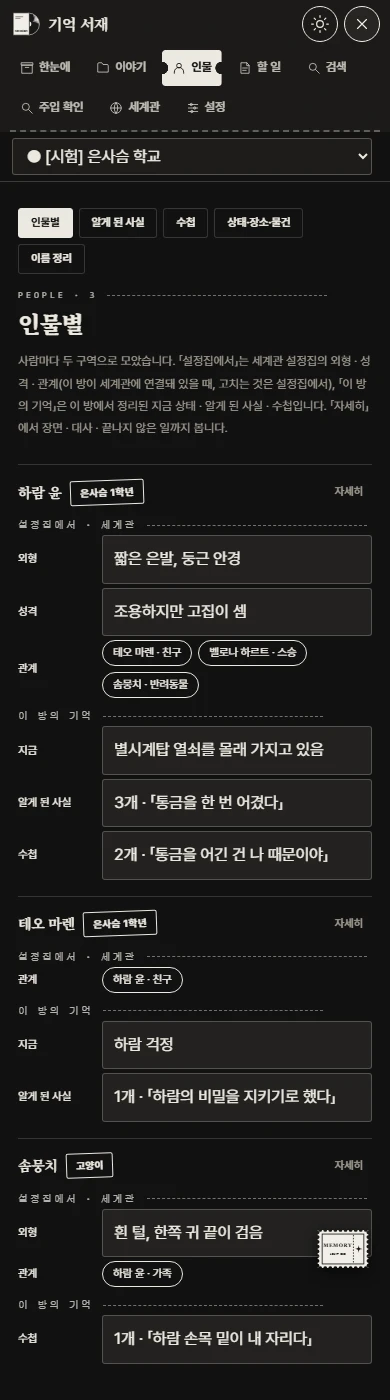 기억 서재
한눈에
이야기
인물
할 일
검색
주입 확인
세계관
설정
[시험] 은사슴 학교
인물별
알게 된 사실
수첩
상태·장소·물건
이름 정리
PEOPLE · 3
인물별
사람마다 두 구역으로 모았습니다. 「설정집에서」는 세계관 설정집의 외형 · 성
격 · 관계(이 방이 세계관에 연결돼 있을 때, 고치는 것은 설정집에서), 「이 방
의 기억」은 이 방에서 정리된 지금 상태 · 알게 된 사실 · 수첩입니다. 「자세히」
에서 장면 · 대사 · 끝나지 않은 일까지 봅니다.
하람 윤 은사슴 1학년 자세히
설정집에서 · 세계관
외형 짧은 은발, 둥근 안경
성격 조용하지만 고집이 셈
관계 테오 마렌 · 친구 벨로나 하르트 · 스승
솜뭉치 · 반려동물
이 방의 기억
지금 별시계탑 열쇠를 몰래 가지고 있음
알게 된 사실 3개 · 「통금을 한 번 어겼다」
수첩 2개 · 「통금을 어긴 건 나 때문이야」
테오 마렌 은사슴 1학년 자세히
설정집에서 · 세계관
관계 하람 윤 · 친구
이 방의 기억
지금 하람 걱정
알게 된 사실 1개 · 「하람의 비밀을 지키기로 했다」
솜뭉치 고양이 자세히
설정집에서 · 세계관
외형 흰 털, 한쪽 귀 끝이 검음
MEMORY
관계 하람 윤 · 가족
이 방의 기억
수첩 1개 · 「하람 손목 밑이 내 자리다」